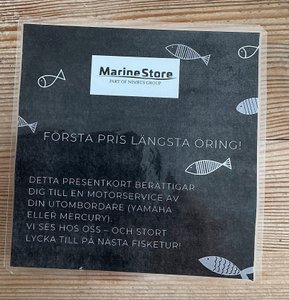 MarineStore
PART OF NIMBUS GROUP
FÖRSTA PRIS LÄNGSTA ÖRING!
DETTA PRESENTKORT BERÄTTIGAR
DIG TILL EN MOTORSERVICE AV
DIN UTOMBORDARE (YAMAHA
ELLER MERCURY).
VI SES HOS OSS – OCH STORT
LYCKA TILL PÅ NÄSTA FISKETUR!